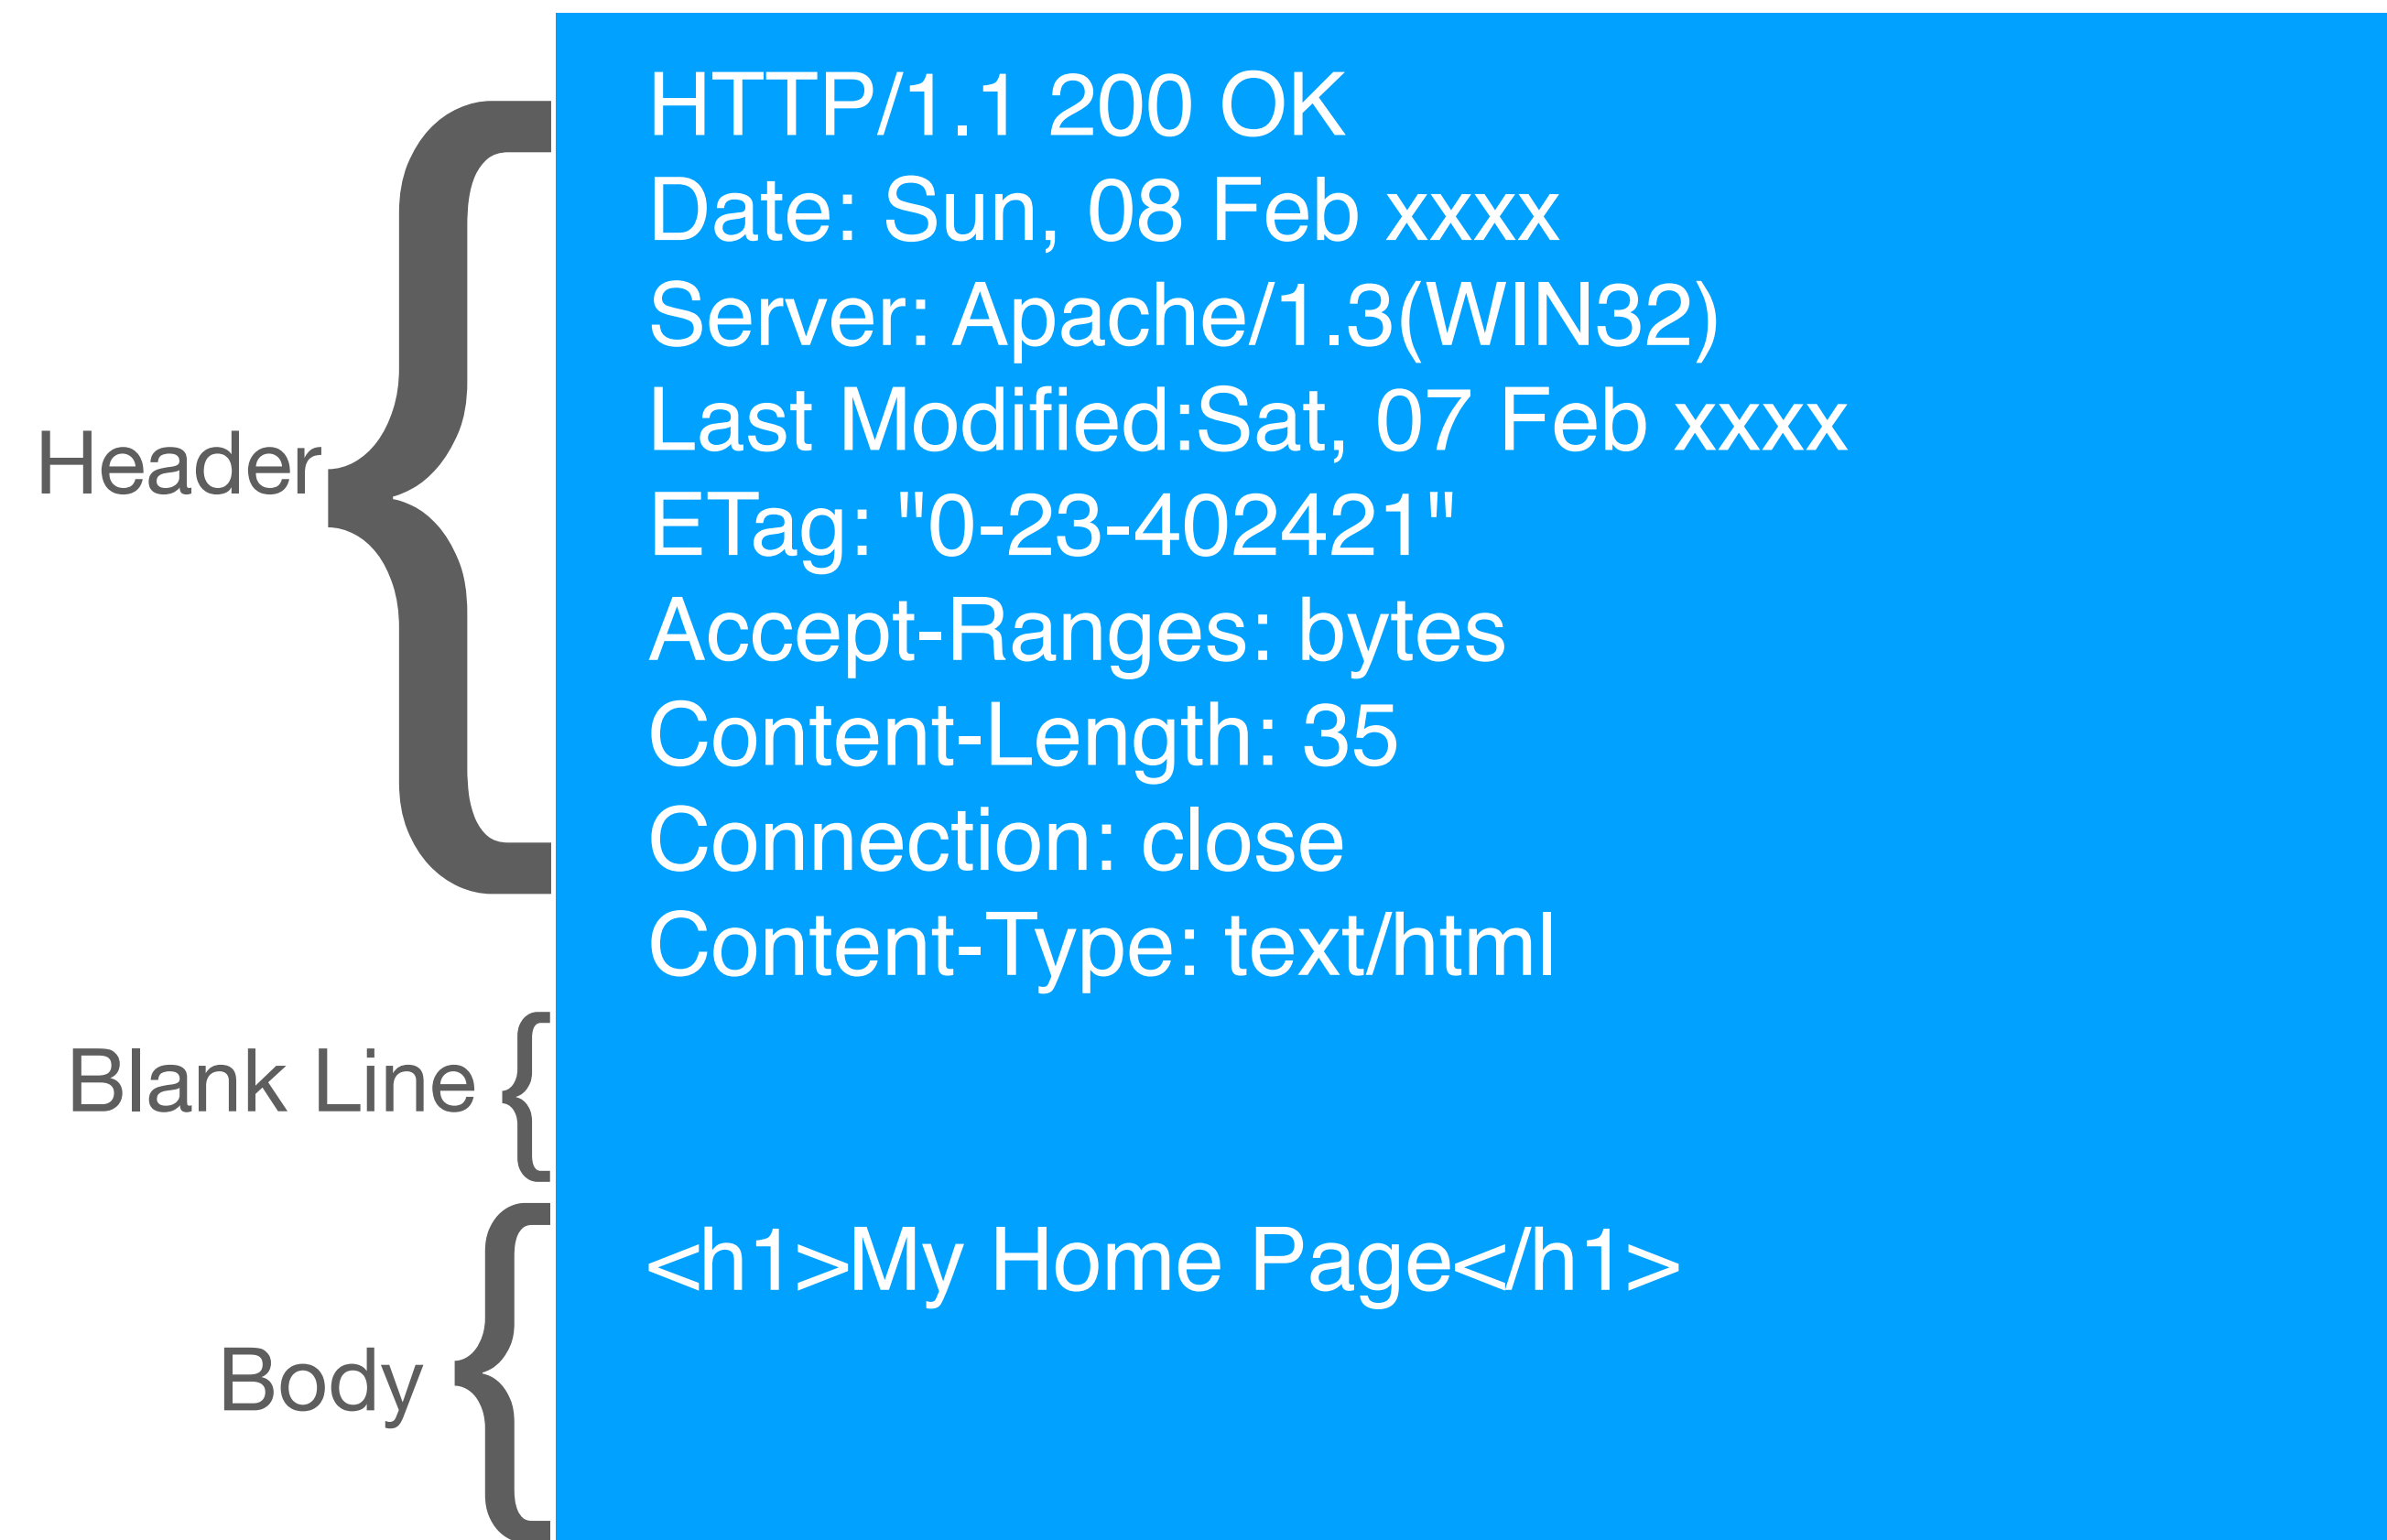 HTTP/1.1 200 OK
Date: Sun, 08 Feb xxxx
Server: Apache/1.3(WIN32)
Last Modified:Sat, 07 Feb xxxx
Header
ETag: "0-23-402421"
Accept-Ranges: bytes
Content-Length: 35
Connection: close
Content-Type: text/html
Blank Line
<h1>My Home Page</h1>
Body